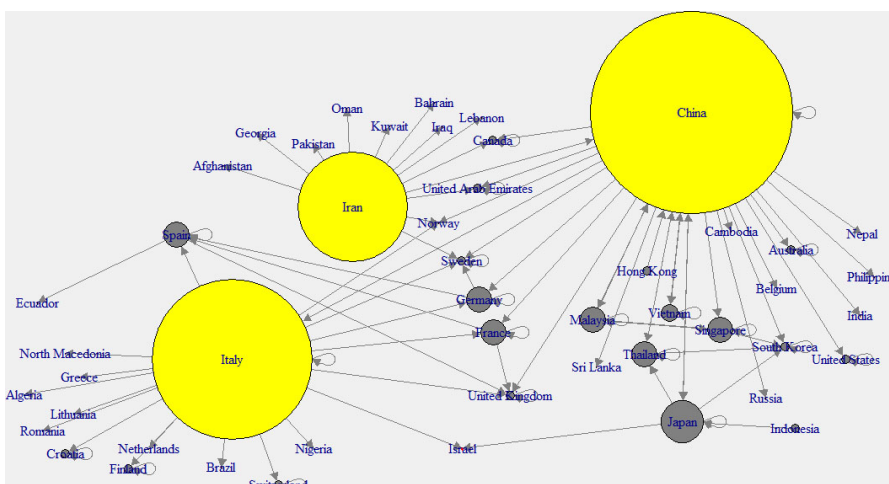 Oman
Bahrain
Lebanon
China
Georgia
Kuwait
Iraq
Pakistan
Canada
Afghanistan
United Arab Emirates
Iran
Norway
Cambodia
Nepal
Spain
Australia
Sweden
Hong Kong
Philippin
Belgium
Ecuador
Germany
Vietnam
India
Malaysia
France
Singapore
North Macedonia
Italy
Thailand
South Korea
United States
Sri Lanka
Greece
Algeria
United Kingdom
Russia
Lithuania
Romania
Japan
Indonesia
Croatia
Netherlands
Nigeria
Israel
Finland
Brazil